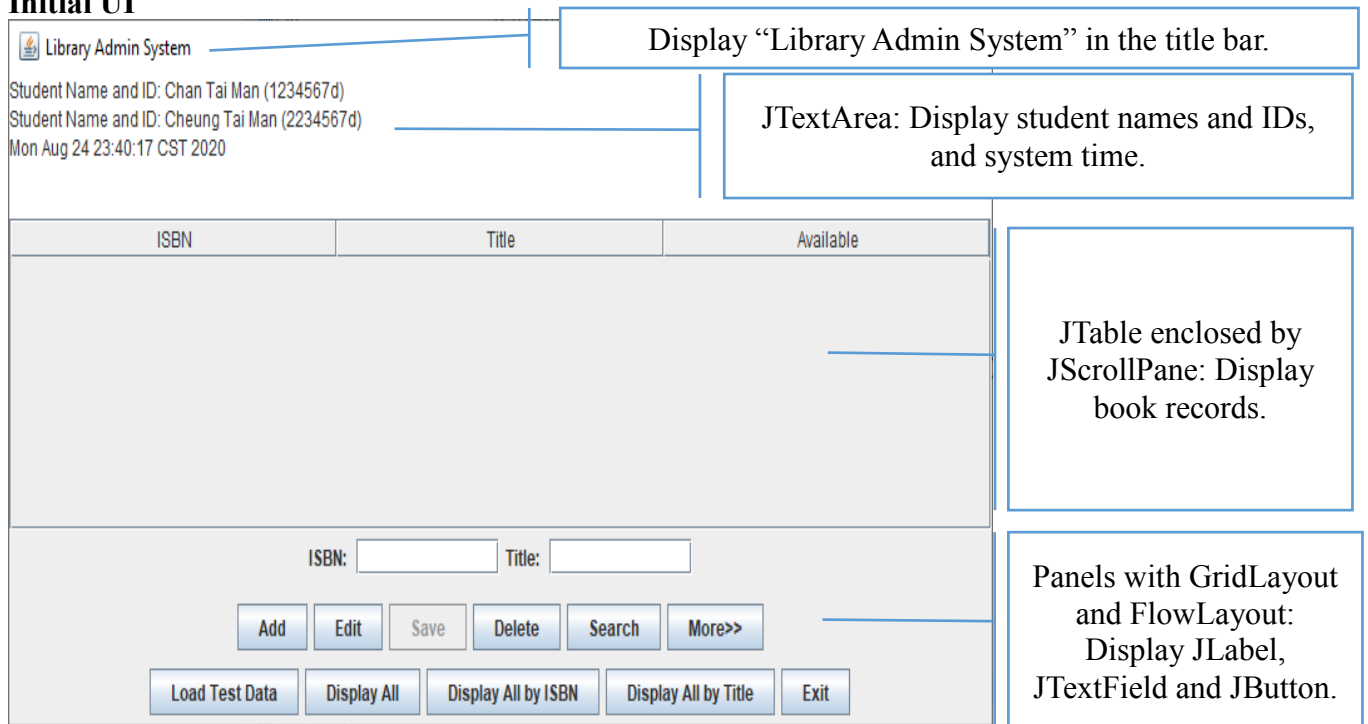 Initial UI
Library Admin System
Display “Library Admin System” in the title bar.
Student Name and ID: Chan Tai Man (1234567d)
Student Name and ID: Cheung Tai Man (2234567d)
Mon Aug 24 23:40:17 CST 2020
JTextArea: Display student names and IDs,
and system time.
ISBN Title Available
JTable enclosed by
JScrollPane: Display
book records.
ISBN: Title:
Add Edit Save Delete Search More>>
Load Test Data Display All Display All by ISBN Display All by Title Exit
Panels with GridLayout
and FlowLayout:
Display JLabel,
JTextField and JButton.